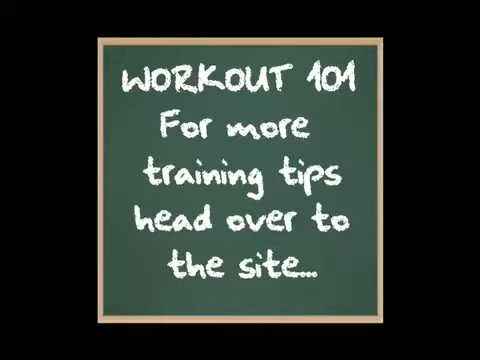 WORKOUT 101
For more
training tips
head over to
the site...